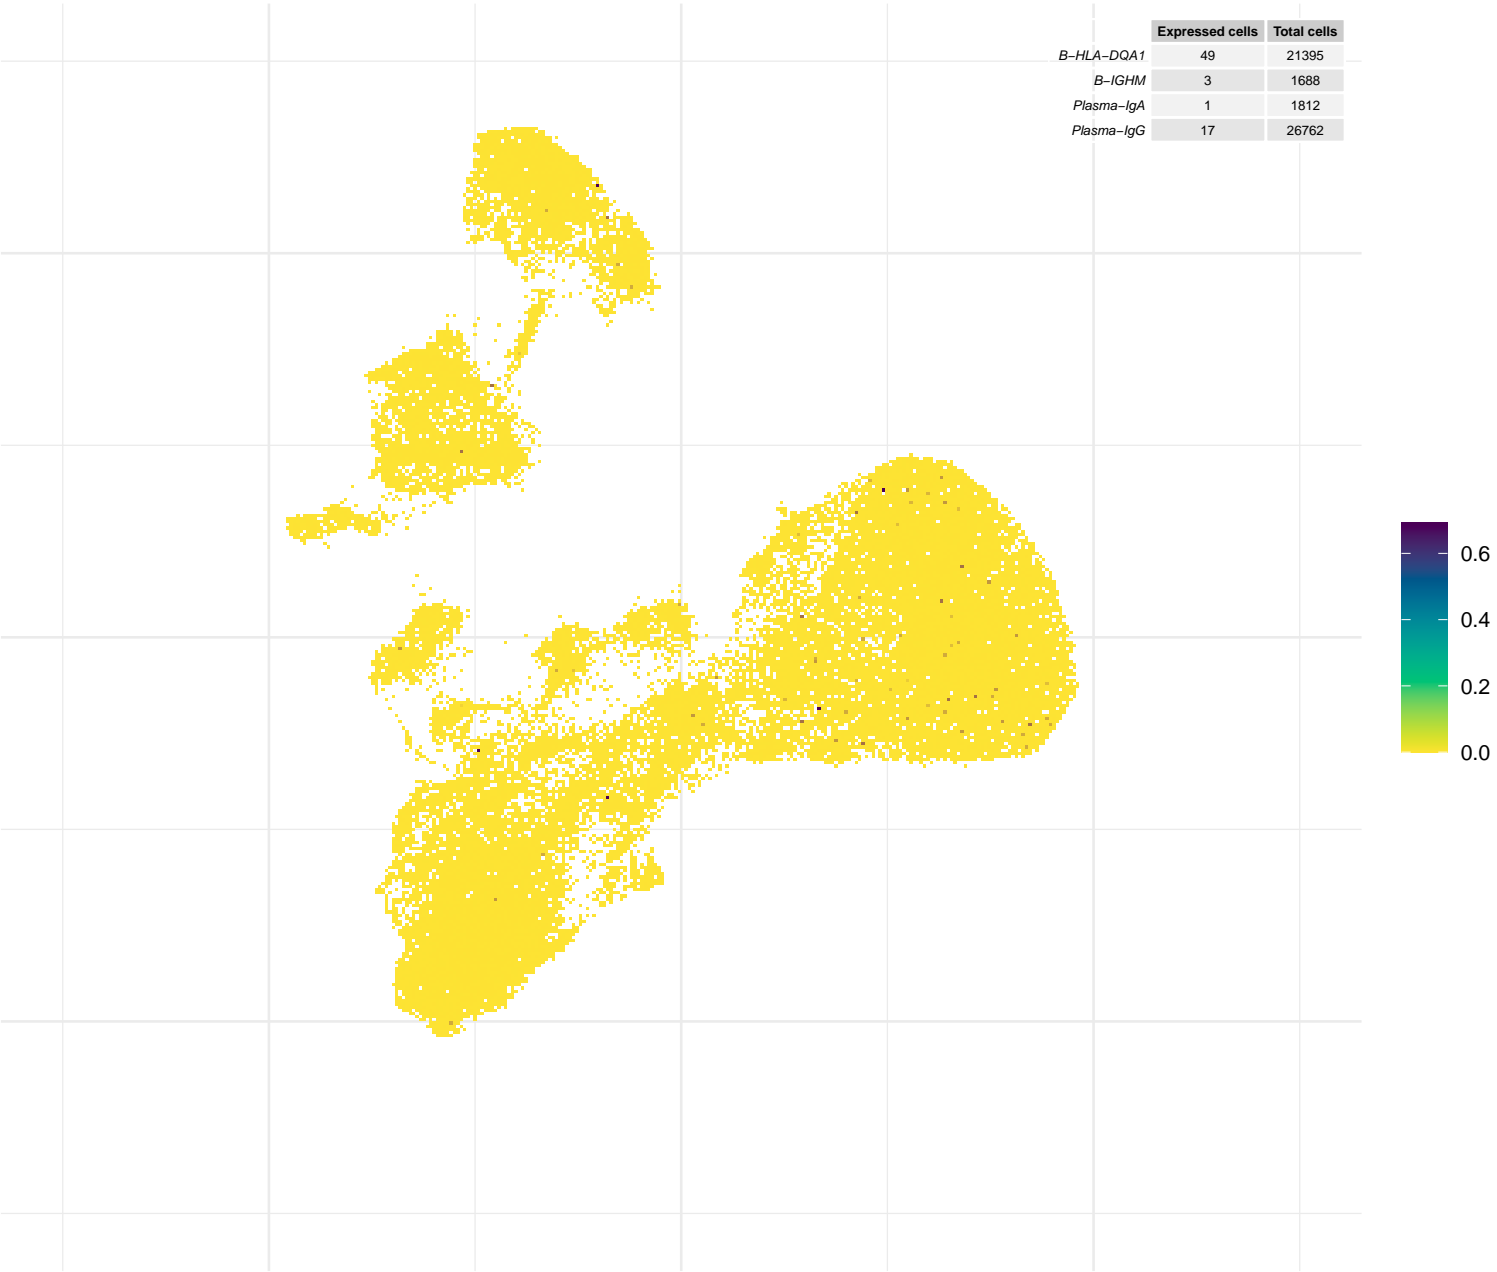 Expressed cells Total cells
B−HLA−DQA1 49 21395
B−IGHM 3 1688
Plasma−IgA 1 1812
Plasma−IgG 17 26762
0.6
0.4
0.2
0.0